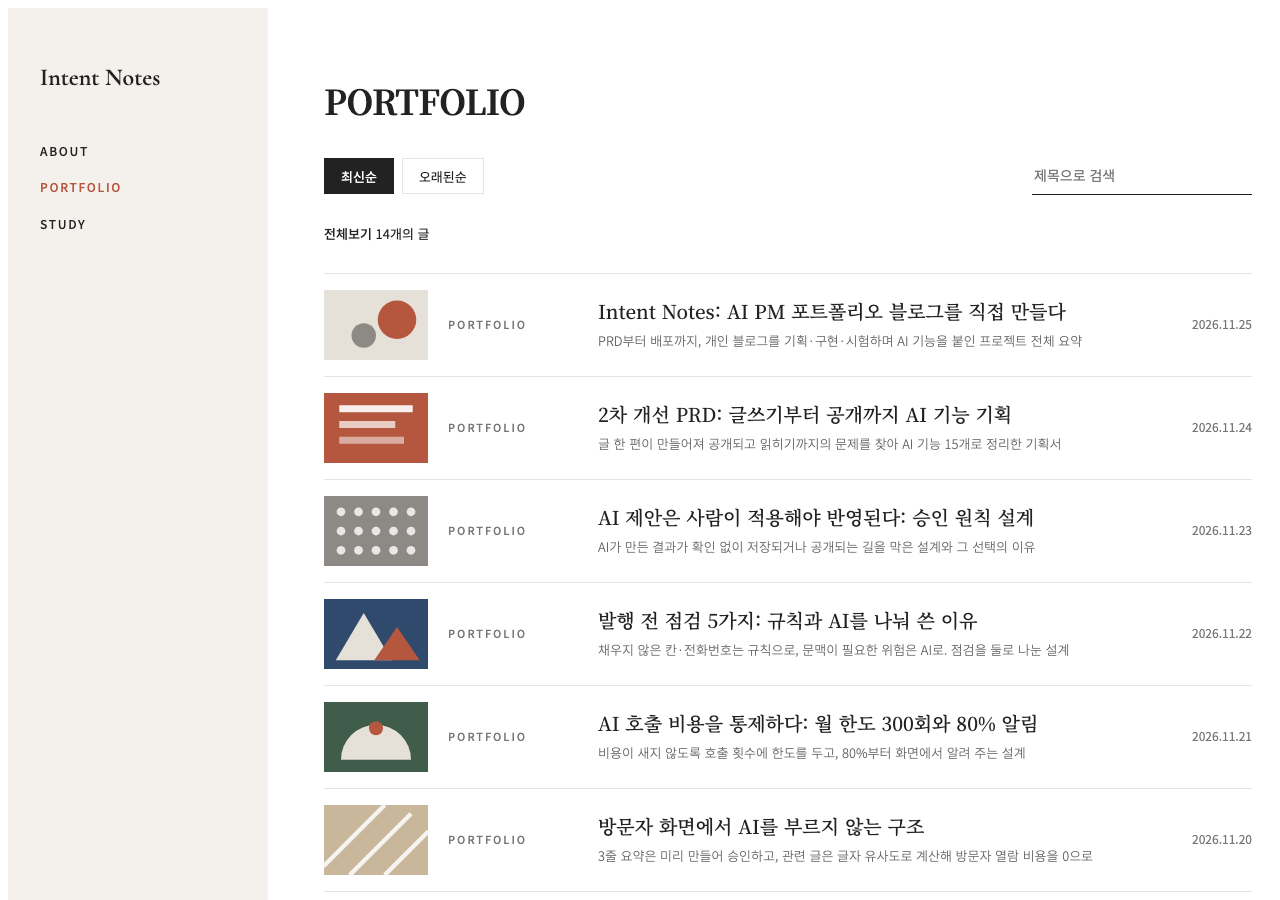 Intent Notes
ABOUT
PORTFOLIO
STUDY
PORTFOLIO
최신순
오래된순
제목으로 검색
전체보기 14개의 글
PORTFOLIO
Intent Notes: AI PM 포트폴리오 블로그를 직접 만들다
PRD부터 배포까지, 개인 블로그를 기획·구현·시험하며 AI 기능을 붙인 프로젝트 전체 요약
2026.11.25
PORTFOLIO
2차 개선 PRD: 글쓰기부터 공개까지 AI 기능 기획
글 한 편이 만들어져 공개되고 읽히기까지의 문제를 찾아 AI 기능 15개로 정리한 기획서
2026.11.24
PORTFOLIO
AI 제안은 사람이 적용해야 반영된다: 승인 원칙 설계
AI가 만든 결과가 확인 없이 저장되거나 공개되는 길을 막은 설계와 그 선택의 이유
2026.11.23
PORTFOLIO
발행 전 점검 5가지: 규칙과 AI를 나눠 쓴 이유
채우지 않은 칸·전화번호는 규칙으로, 문맥이 필요한 위험은 AI로. 점검을 둘로 나눈 설계
2026.11.22
PORTFOLIO
AI 호출 비용을 통제하다: 월 한도 300회와 80% 알림
비용이 새지 않도록 호출 횟수에 한도를 두고, 80%부터 화면에서 알려 주는 설계
2026.11.21
PORTFOLIO
방문자 화면에서 AI를 부르지 않는 구조
3줄 요약은 미리 만들어 승인하고, 관련 글은 글자 유사도로 계산해 방문자 열람 비용을 0으로
2026.11.20